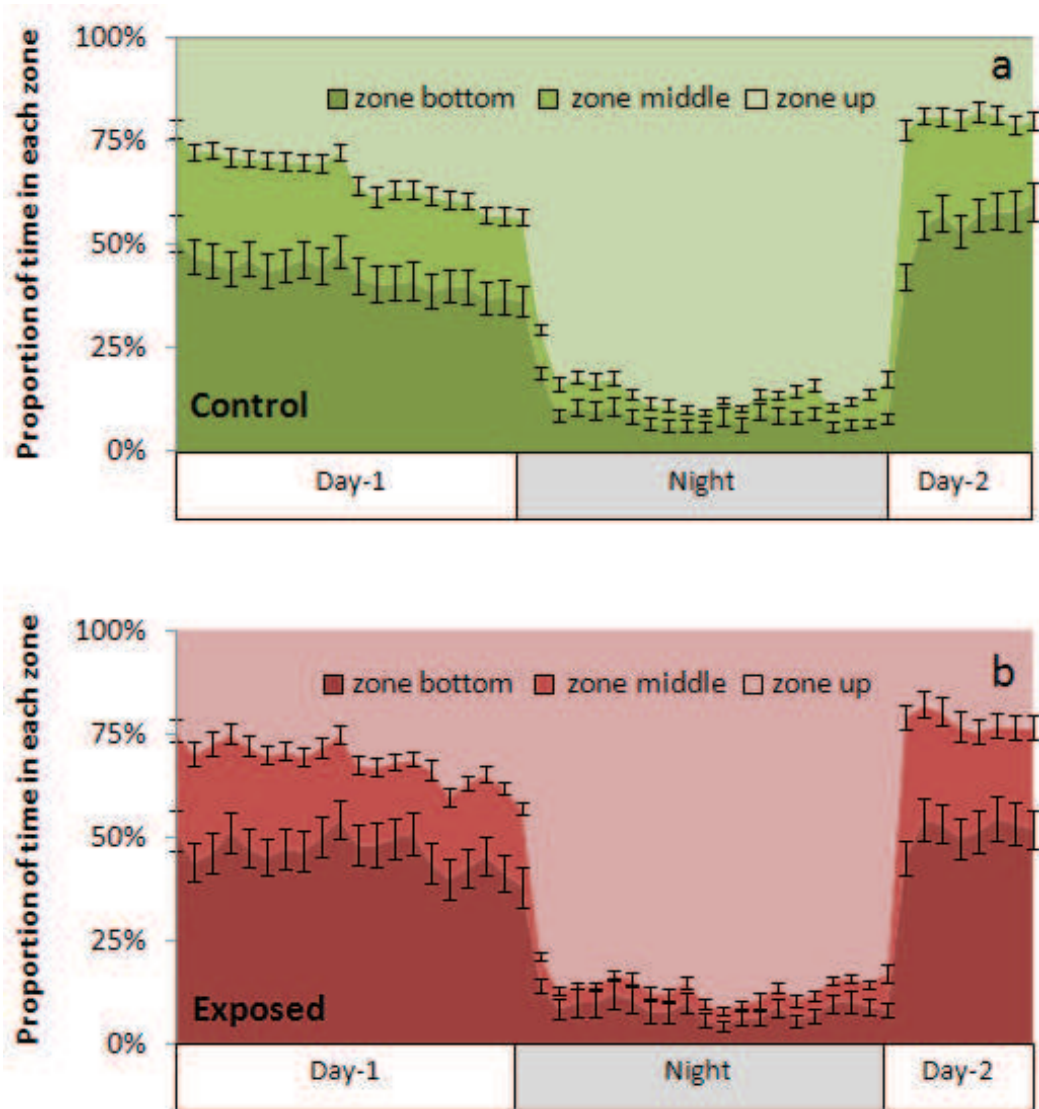 Proportion of time in each zone
100%
75%
50%
25%
0%
a
zone bottom zone middle zone up
Control
Day-1 Night Day-2
Proportion of time in each zone
100%
75%
50%
25%
0%
b
zone bottom zone middle zone up
Exposed
Day-1 Night Day-2